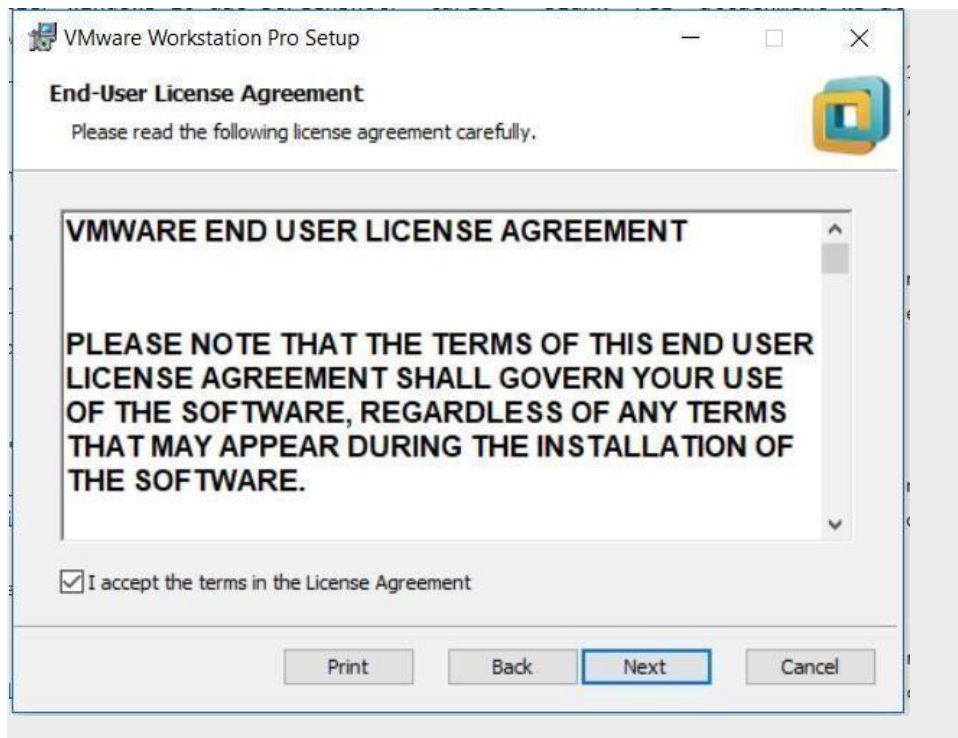 VMware Workstation Pro Setup
End-User License Agreement
Please read the following license agreement carefully.
VMWARE END USER LICENSE AGREEMENT
PLEASE NOTE THAT THE TERMS OF THIS END USER
LICENSE AGREEMENT SHALL GOVERN YOUR USE
OF THE SOFTWARE, REGARDLESS OF ANY TERMS
THAT MAY APPEAR DURING THE INSTALLATION OF
THE SOFTWARE.
I accept the terms in the License Agreement
Print Back Next Cancel